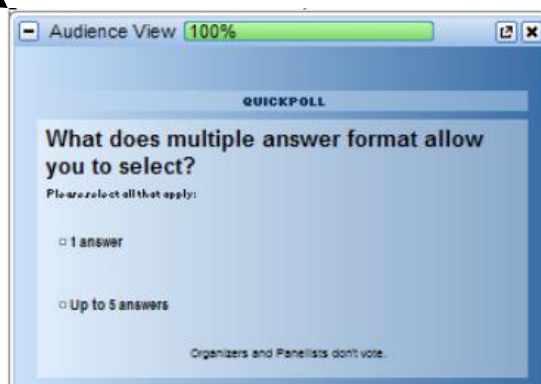 Audience View 100%
QUICKPOLL
What does multiple answer format allow
you to select?
Please select all that apply:
1 answer
Up to 5 answers
Organizers and Panelists don't vote.